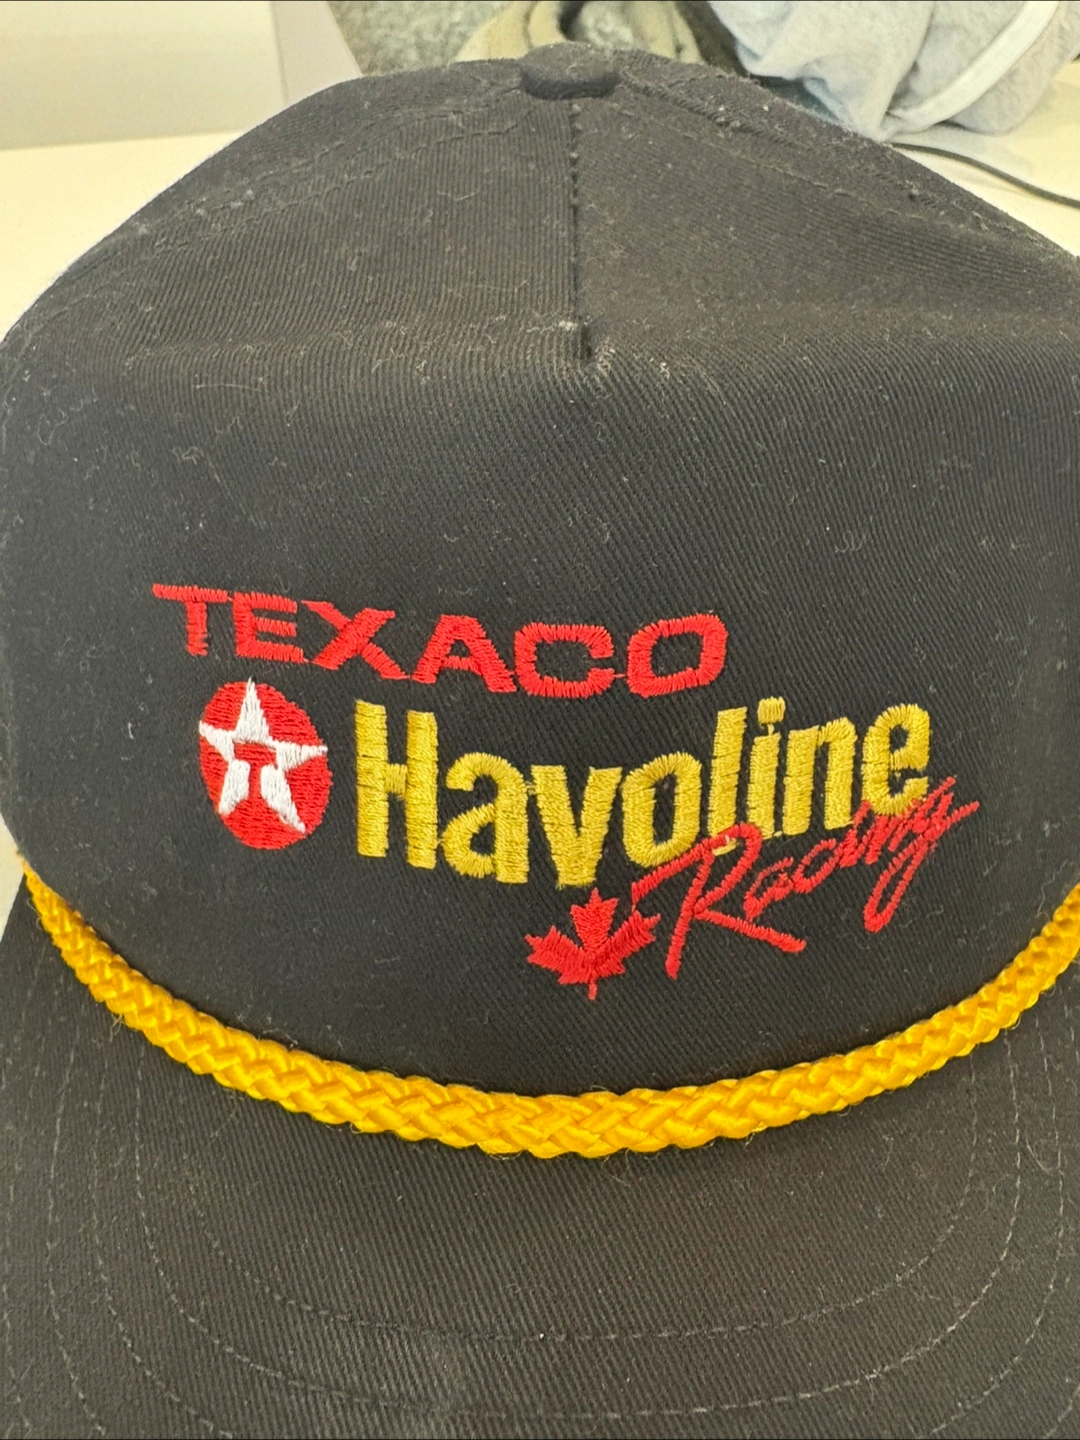 TEXACO
T
Havoline
Racing